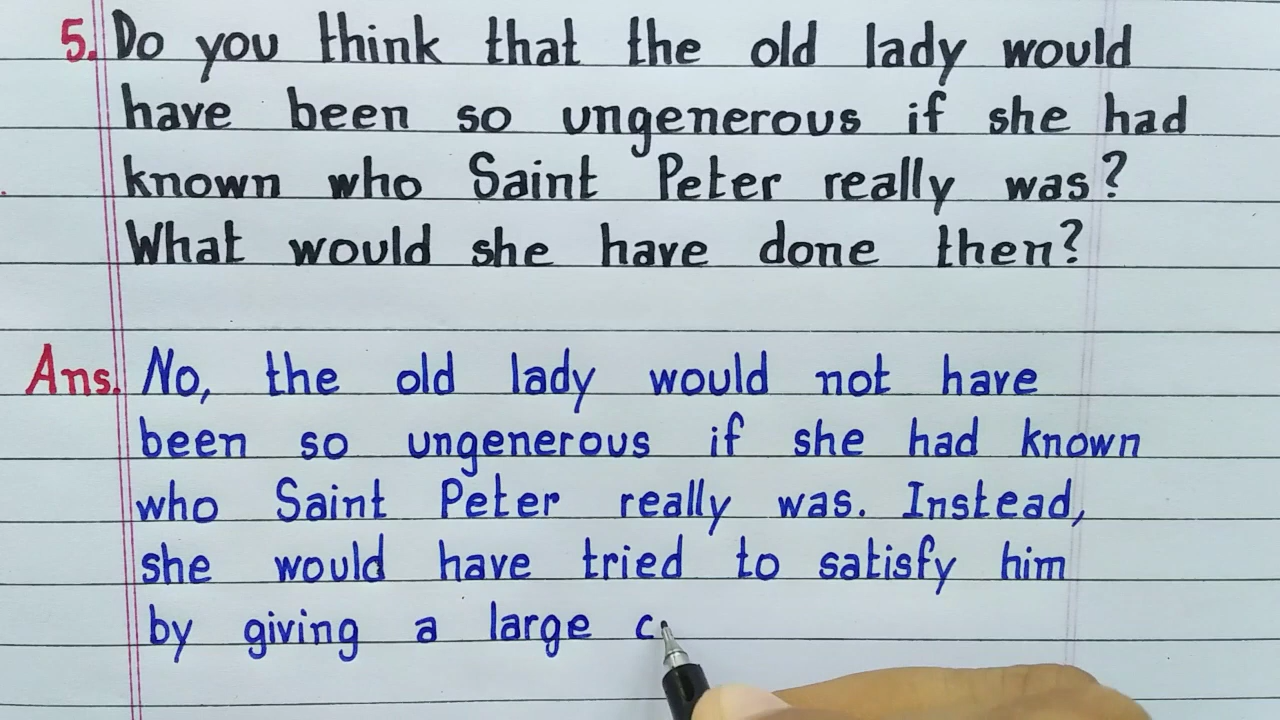 5. Do you think that the old lady would
have been so ungenerous if she had
known who Saint Peter really was?
What would she have done then?
Ans. No, the old lady would not have
been so ungenerous if she had known
who Saint Peter really was. Instead,
she would have tried to satisfy him
by giving a large